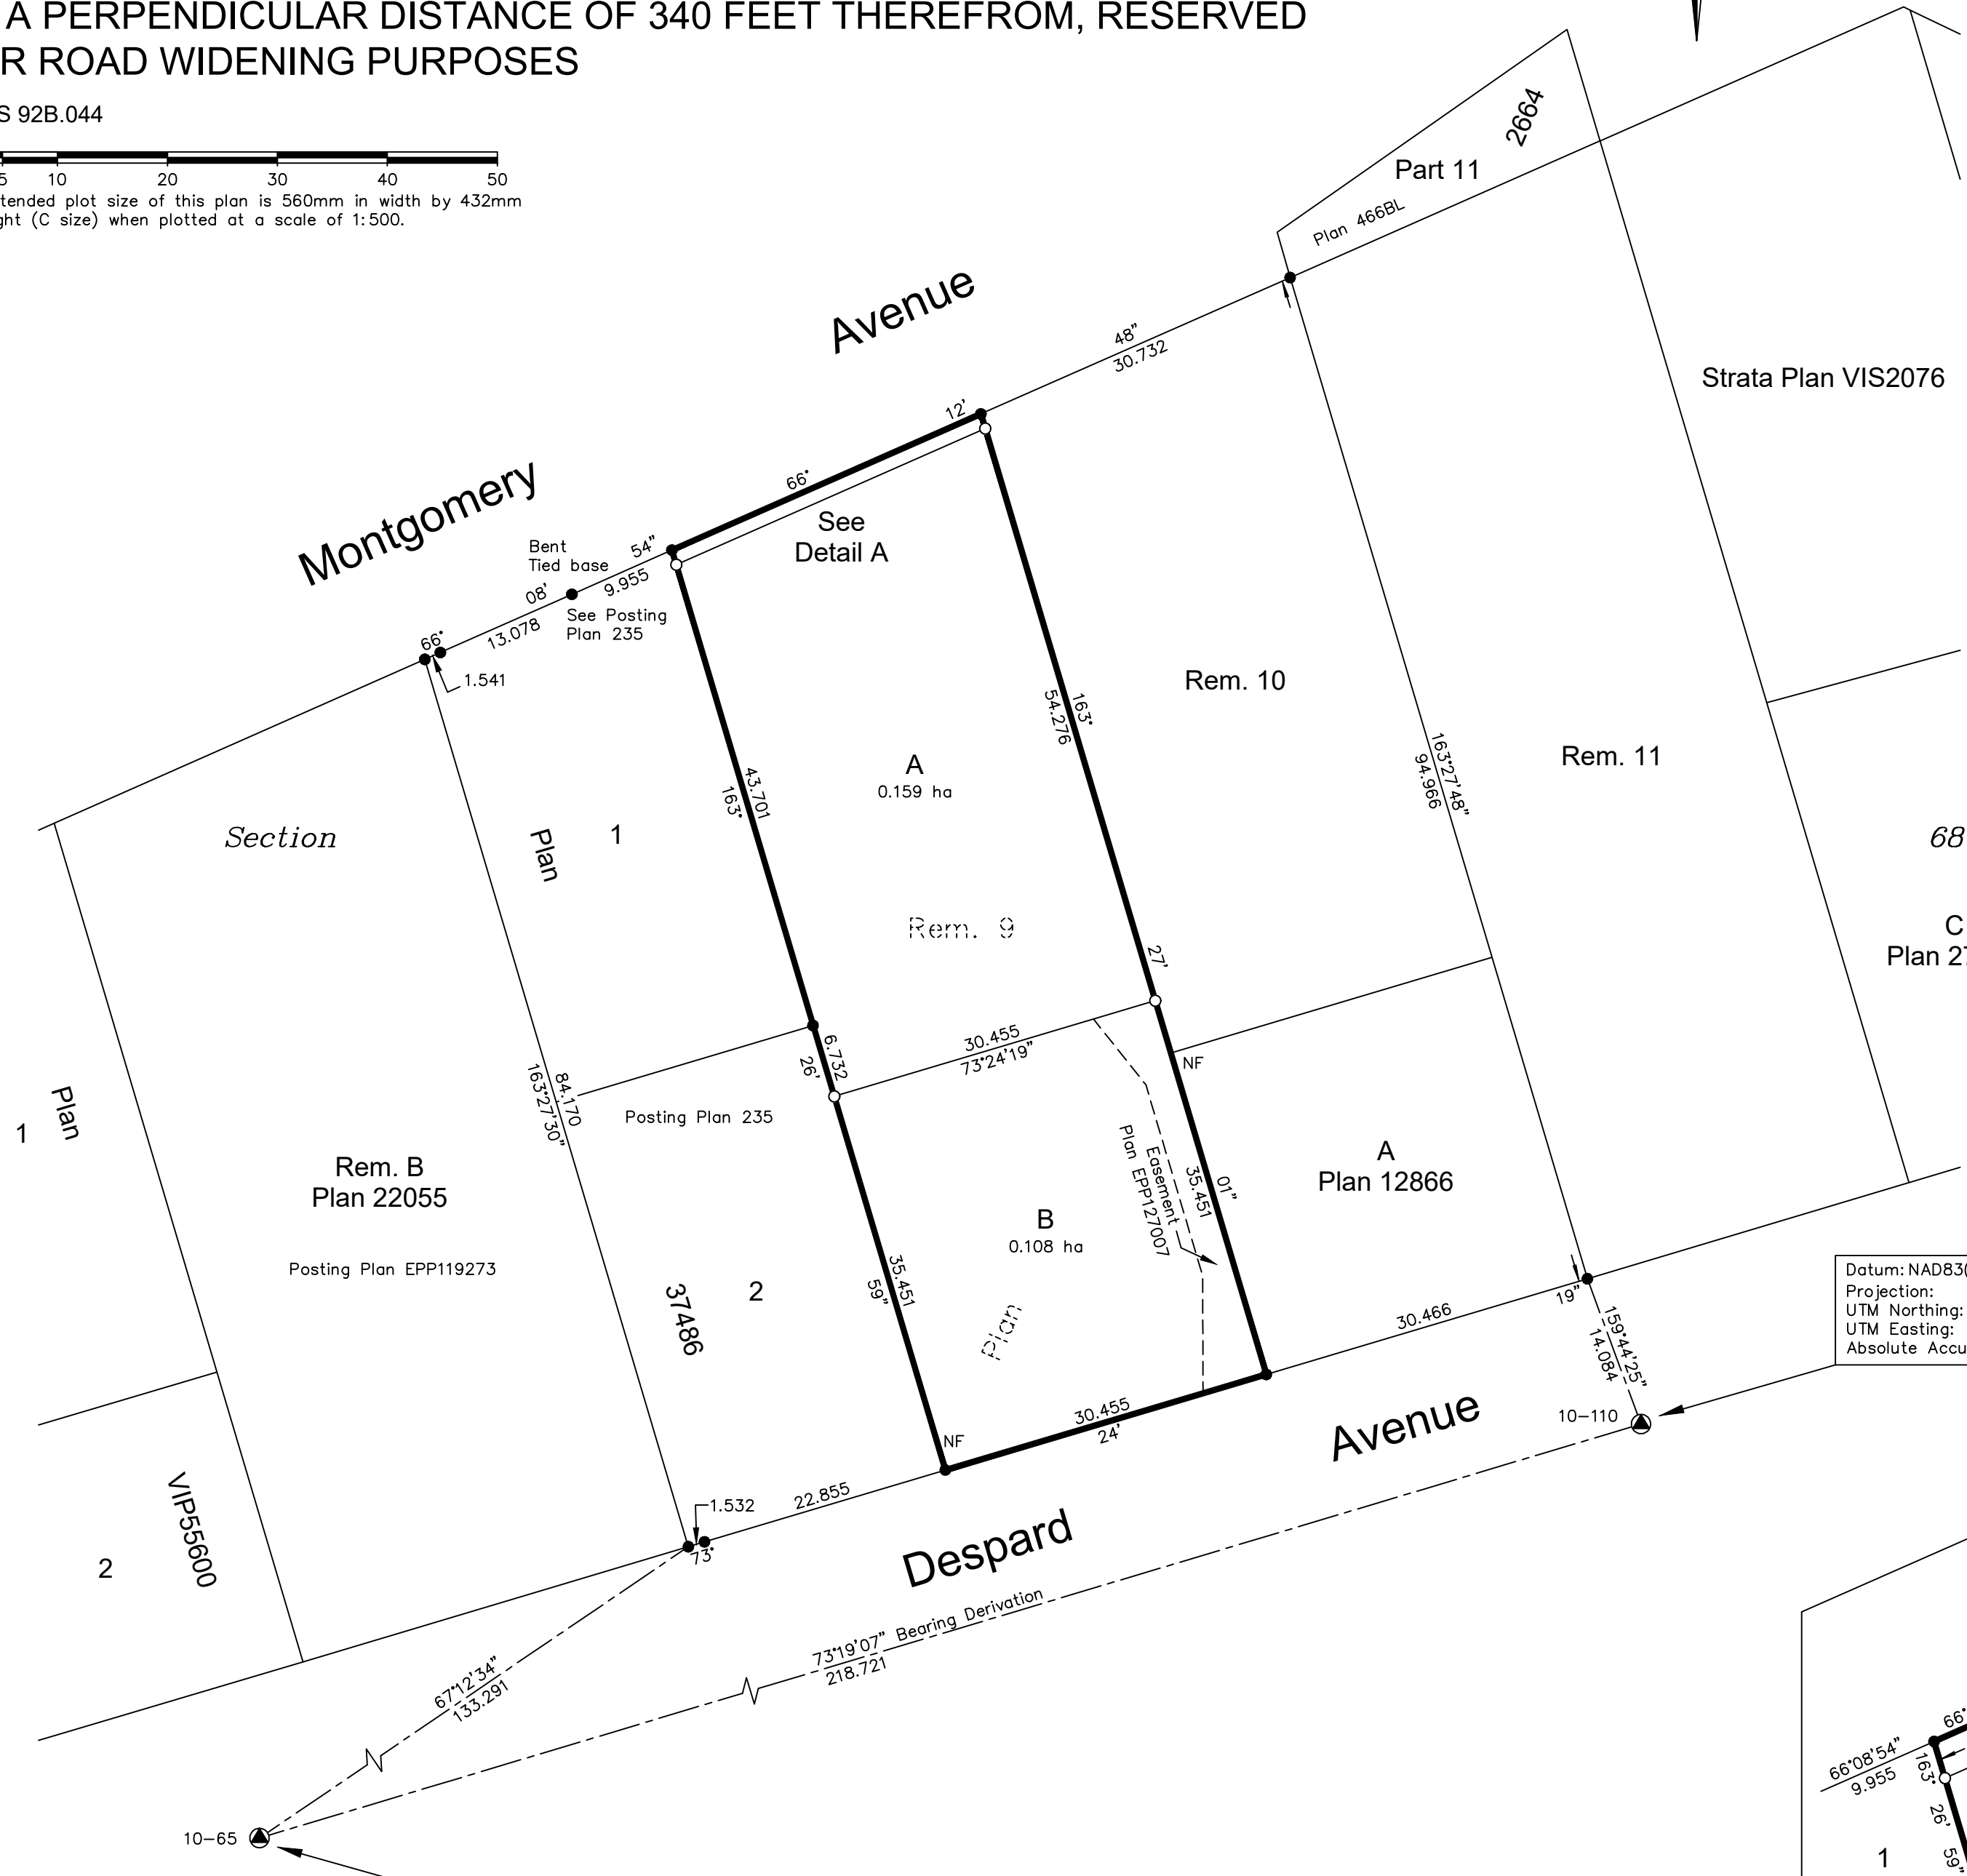 A PERPENDICULAR DISTANCE OF 340 FEET THEREFROM, RESERVED
R ROAD WIDENING PURPOSES
S 92B.044
5 10 20 30 40 50
tended plot size of this plan is 560mm in width by 432mm
ght (C size) when plotted at a scale of 1:500.
2664
Part 11
Plan 466BL
Avenue
48"
30.732
Strata Plan VIS2076
12'
66°
Montgomery
See
Detail A
Bent
Tied base
54"
9.955
08'
See Posting
Plan 235
66°
13.078
1.541
Rem. 10
163°
54.276
163°27'48"
94.966
Rem. 11
A
0.159 ha
43.701
163°
Section
Plan
1
68
Rem. 9
C
Plan 27
27'
6.732
26'
30.455
73°24'19"
NF
84.170
163°27'30"
Posting Plan 235
Plan
1
Rem. B
Plan 22055
Easement
Plan EPP127007
35.451
01"
A
Plan 12866
B
0.108 ha
Posting Plan EPP119273
35.451
59"
37486
2
Plan
Datum: NAD83(
Projection:
UTM Northing:
UTM Easting:
Absolute Accu
30.466
19"
159°44'25"
14.084
30.455
24'
Avenue
10-110
NF
22.855
1.532
73°
VIP55600
2
Despard
73°19'07" Bearing Derivation
218.721
67°12'34"
133.291
10-65
66°
66°08'54"
9.955
163°
26'
59"
1